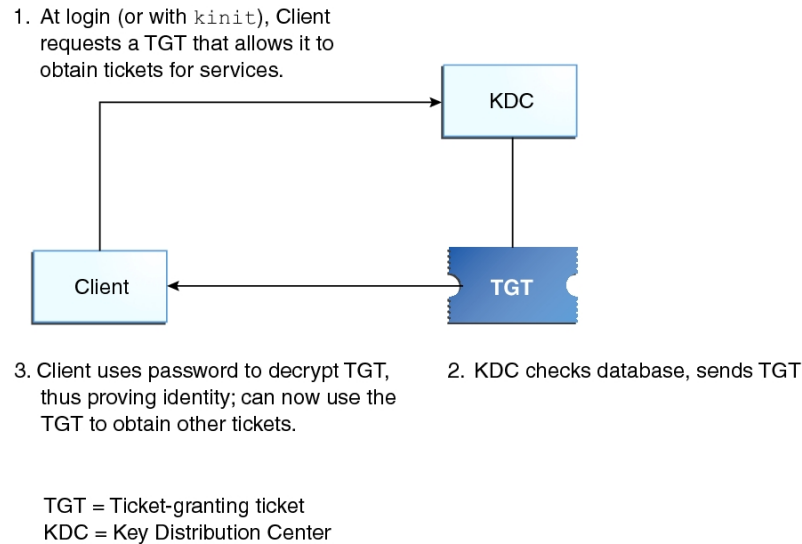 1. At login (or with kinit), Client
requests a TGT that allows it to
obtain tickets for services.
KDC
Client
TGT
3. Client uses password to decrypt TGT,
thus proving identity; can now use the
TGT to obtain other tickets.
2. KDC checks database, sends TGT
TGT = Ticket-granting ticket
KDC = Key Distribution Center